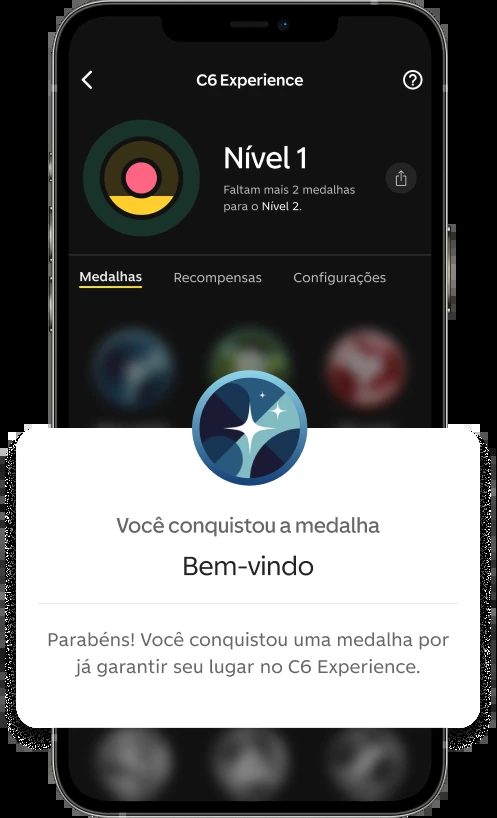 C6 Experience
Nível 1
Faltam mais 2 medalhas
para o Nível 2.
Medalhas
Recompensas
Configurações
Você conquistou a medalha
Bem-vindo
Parabéns! Você conquistou uma medalha por
já garantir seu lugar no C6 Experience.